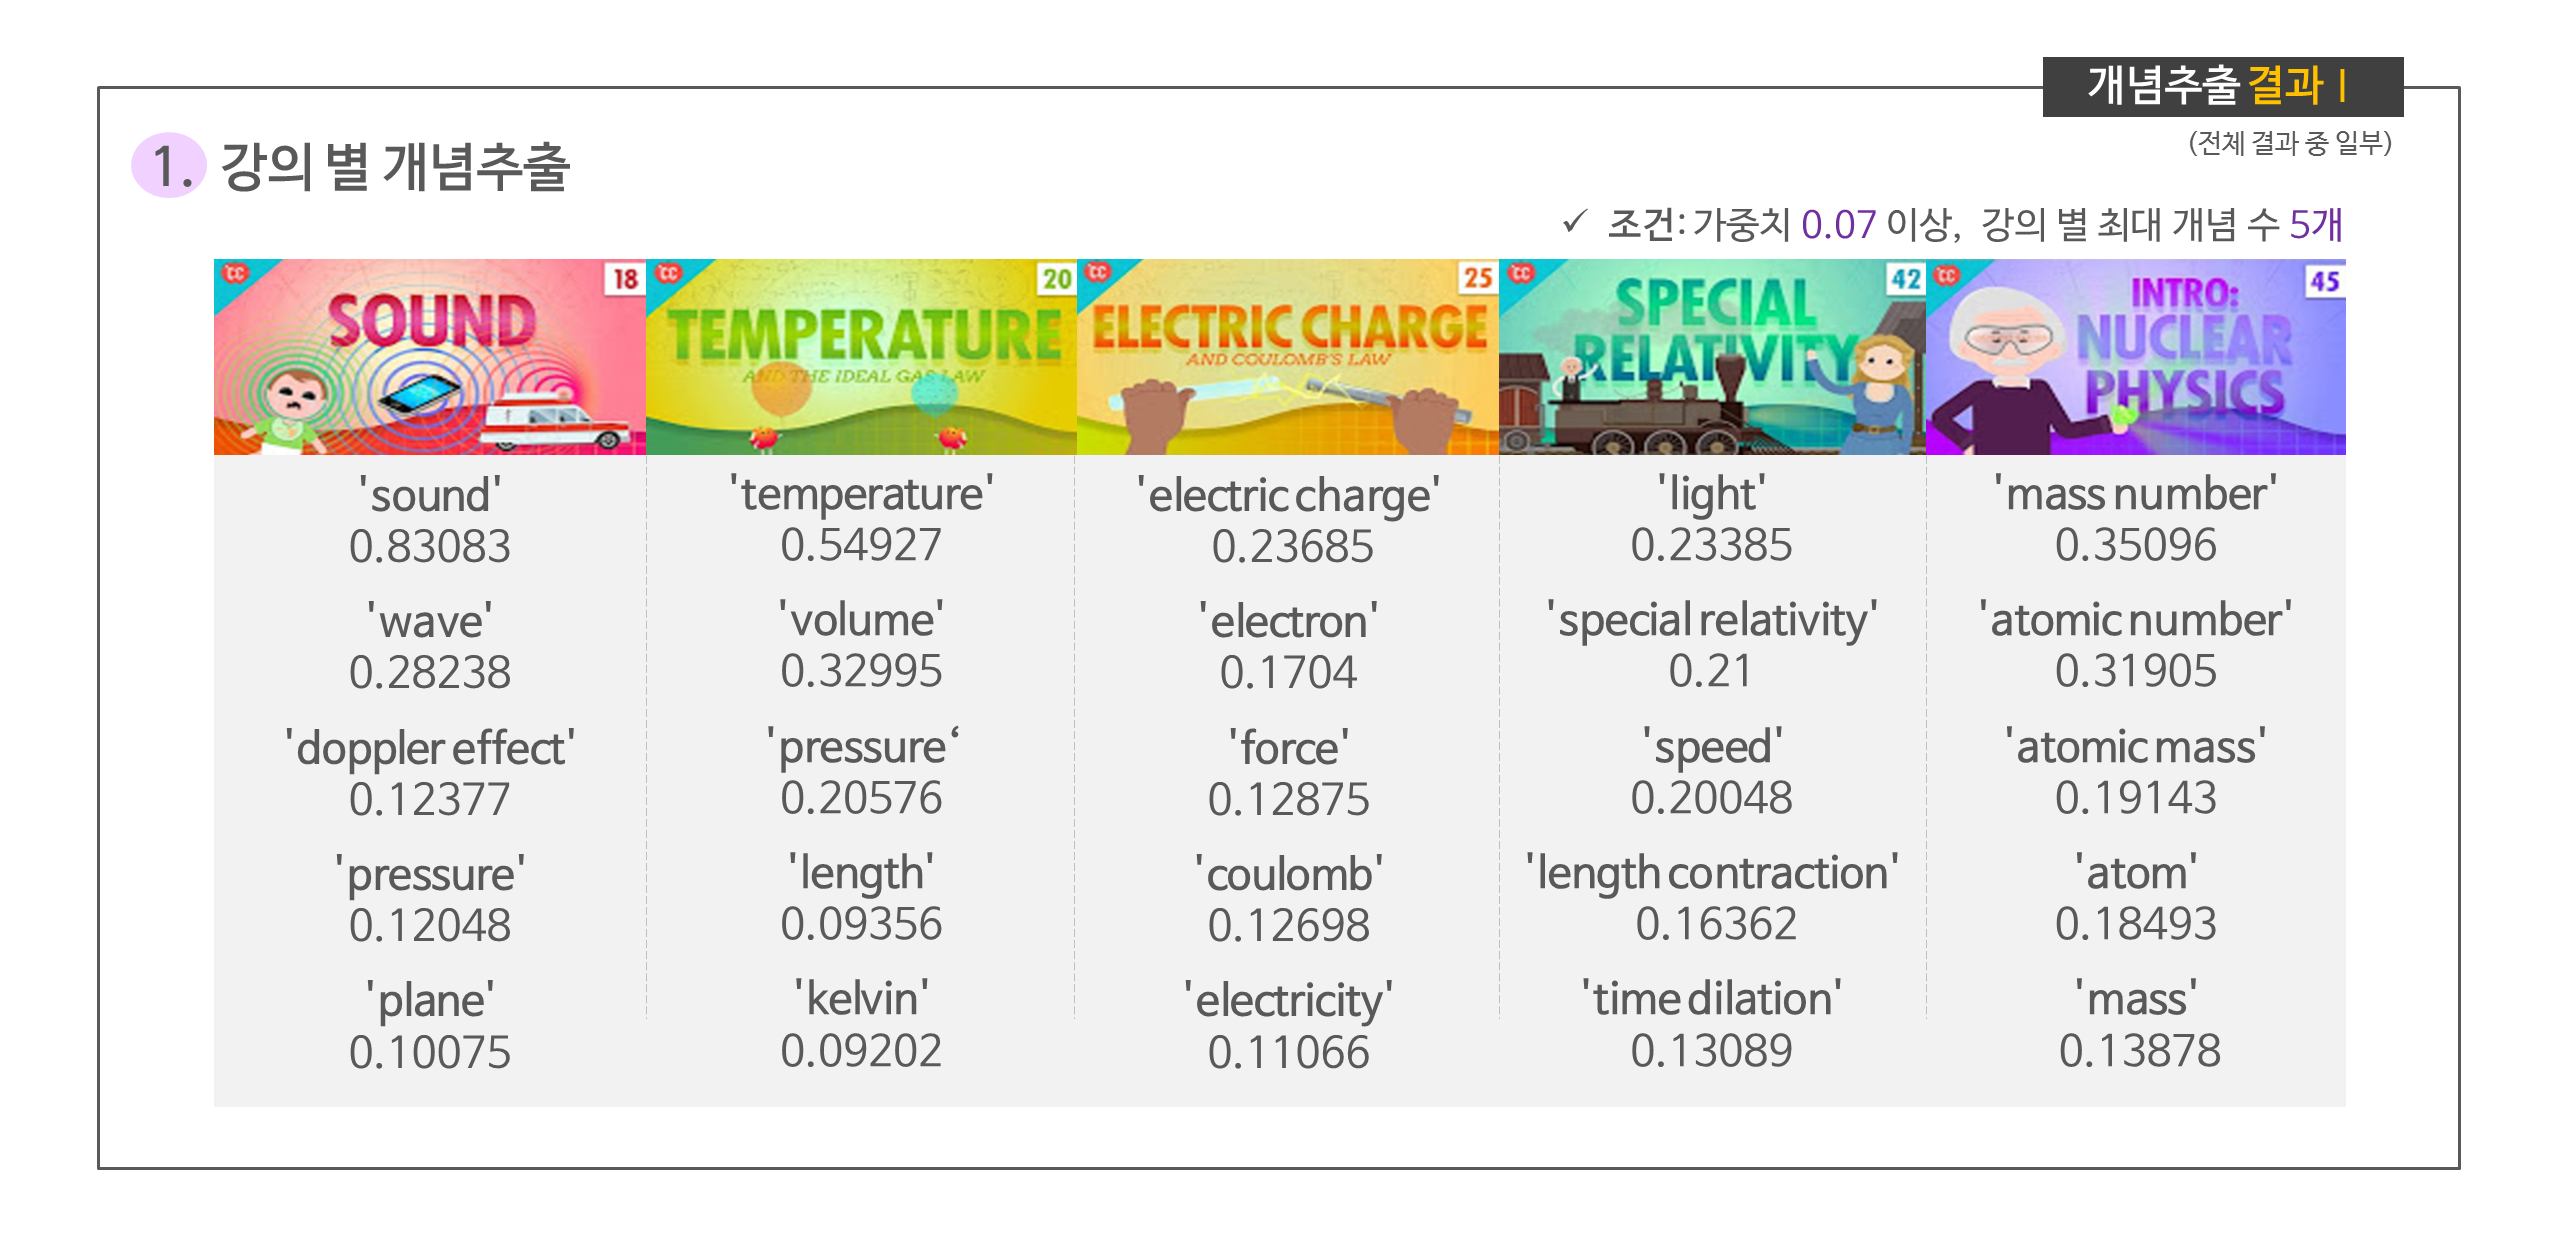 개념추출 결과 I
(전체 결과 중 일부)
1. 강의 별 개념추출
✓ 조건: 가중치 0.07 이상, 강의 별 최대 개념 수 5개
CC
18
SOUND
CC
20
TEMPERATURE
AND THE IDEAL GAS LAW
CC
25
ELECTRIC CHARGE
AND COULOMB'S LAW
CC
42
SPECIAL
RELATIVITY
CC
45
INTRO:
NUCLEAR
PHYSICS
'sound'
0.83083
'wave'
0.28238
'doppler effect'
0.12377
'pressure'
0.12048
'plane'
0.10075
'temperature'
0.54927
'volume'
0.32995
'pressure‘
0.20576
'length'
0.09356
'kelvin'
0.09202
'electric charge'
0.23685
'electron'
0.1704
'force'
0.12875
'coulomb'
0.12698
'electricity'
0.11066
'light'
0.23385
'special relativity'
0.21
'speed'
0.20048
'length contraction'
0.16362
'time dilation'
0.13089
'mass number'
0.35096
'atomic number'
0.31905
'atomic mass'
0.19143
'atom'
0.18493
'mass'
0.13878